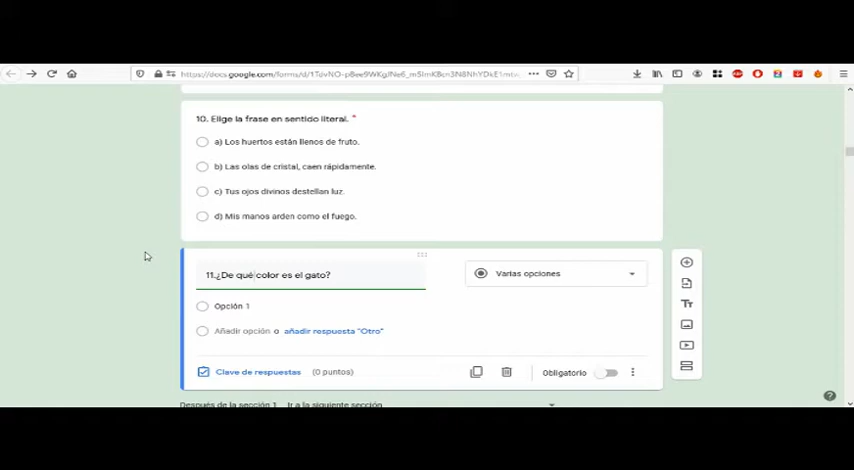 10. Elige la frase en sentido literal. *
a) Los huertos están llenos de fruto.
b) Las olas de cristal, caen rápidamente.
c) Tus ojos divinos destellan luz.
d) Mis manos arden como el fuego.
11.¿De qué color es el gato?
Varias opciones
Opción 1
Añadir opción o añadir respuesta "Otro"
Clave de respuestas (0 puntos)
Obligatorio
Después de la sección 1 Ir a la siguiente sección